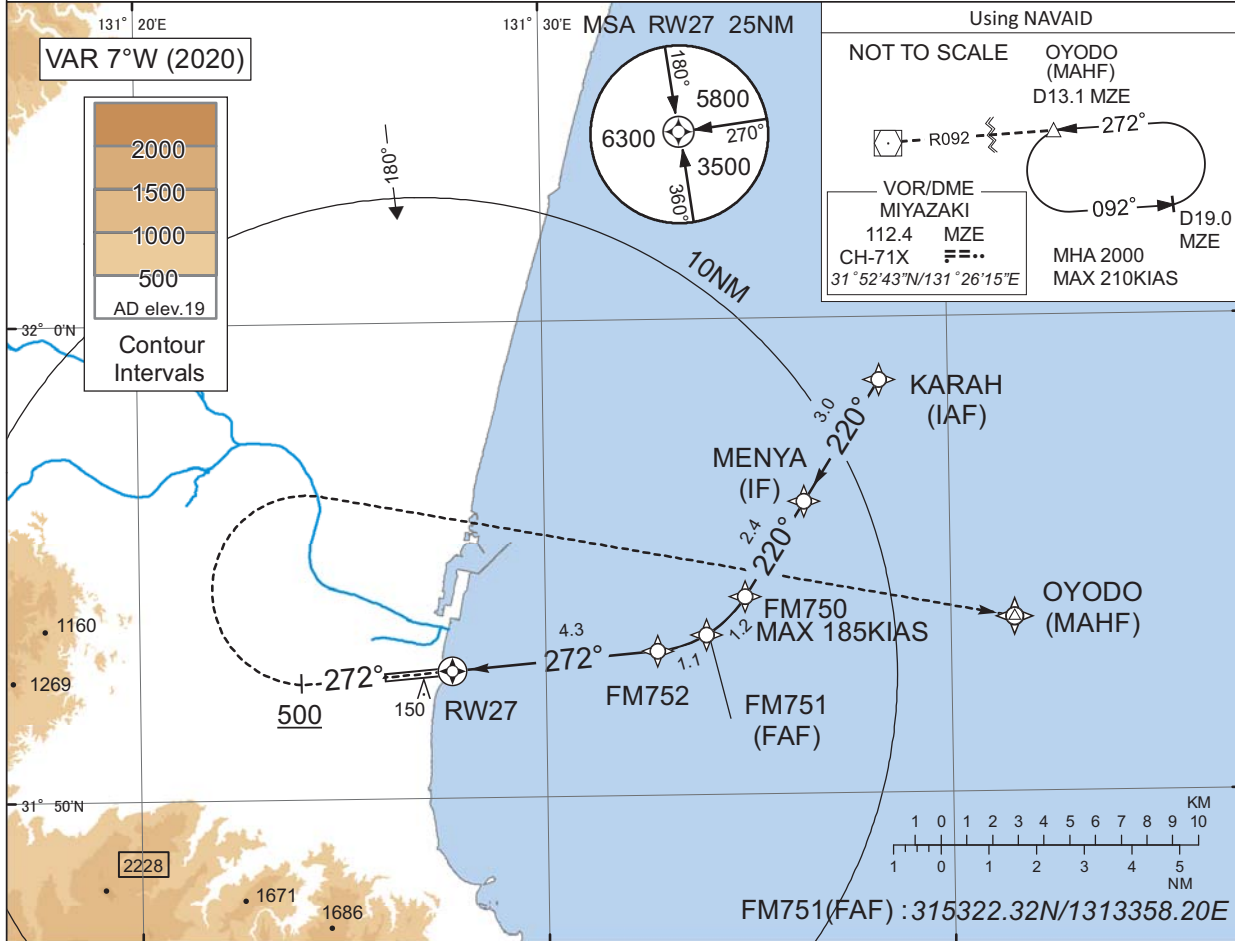 131° 20'E
131° 30'E
MSA RW27 25NM
180°
5800
6300
270°
3500
360°
VAR 7°W (2020)
2000
1500
1000
500
AD elev.19
Contour
Intervals
180°
Using NAVAID
NOT TO SCALE
OYODO
(MAHF)
D13.1 MZE
R092
272°
092°
D19.0
MZE
VOR/DME
MIYAZAKI
112.4 MZE
CH-71X
31°52'43"N/131°26'15"E
MHA 2000
MAX 210KIAS
10NM
32° 0'N
KARAH
(IAF)
3.0
220°
MENYA
(IF)
2.4
220°
FM750
MAX 185KIAS
OYODO
(MAHF)
1.2
1.1
4.3
272°
FM752
FM751
(FAF)
272°
RW27
150
500
1160
1269
31° 50'N
2228
1671
1686
KM
1 0 1 2 3 4 5 6 7 8 9 10
1 0 1 2 3 4 5
NM
FM751(FAF) : 315322.32N/1313358.20E